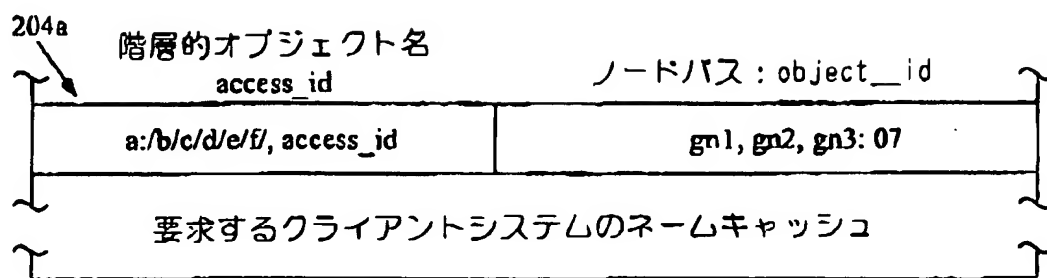 204a
階層的オブジェクト名
access_id
ノードパス：object__id
a:/b/c/d/e/f/, access_id
gn1, gn2, gn3: 07
要求するクライアントシステムのネームキャッシュ